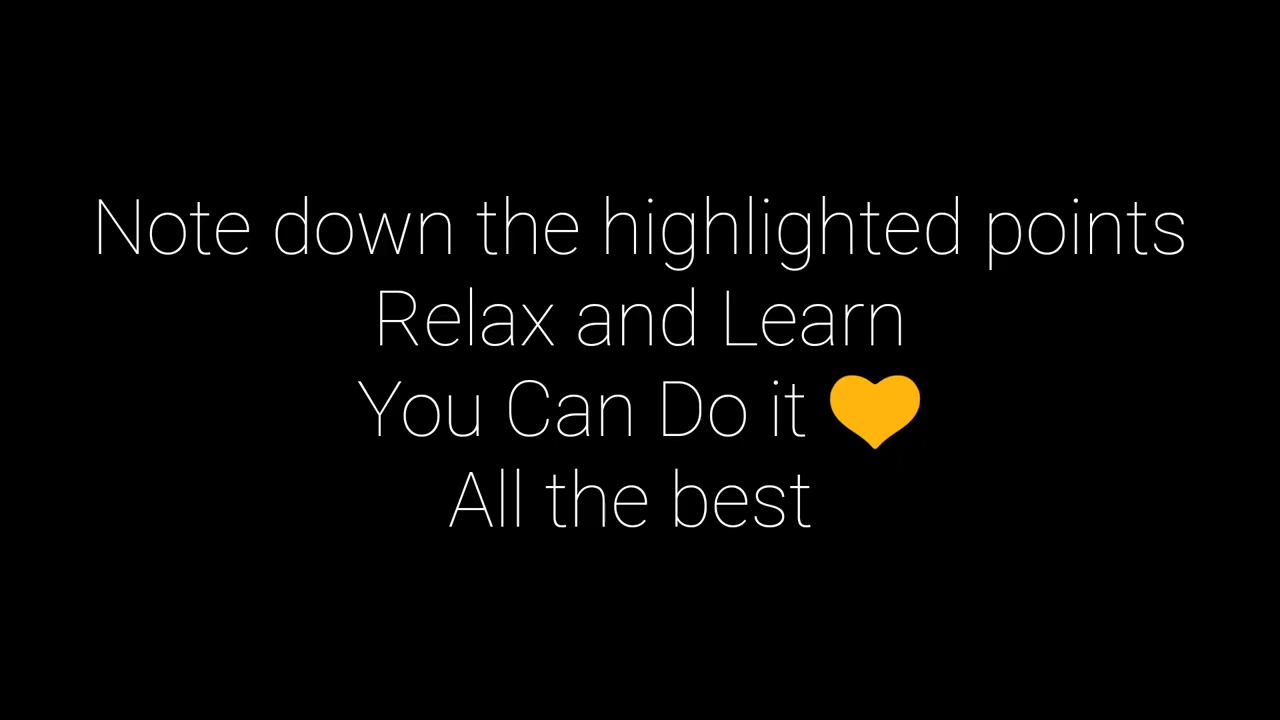 Note down the highlighted points
Relax and Learn
You Can Do it 💛
All the best